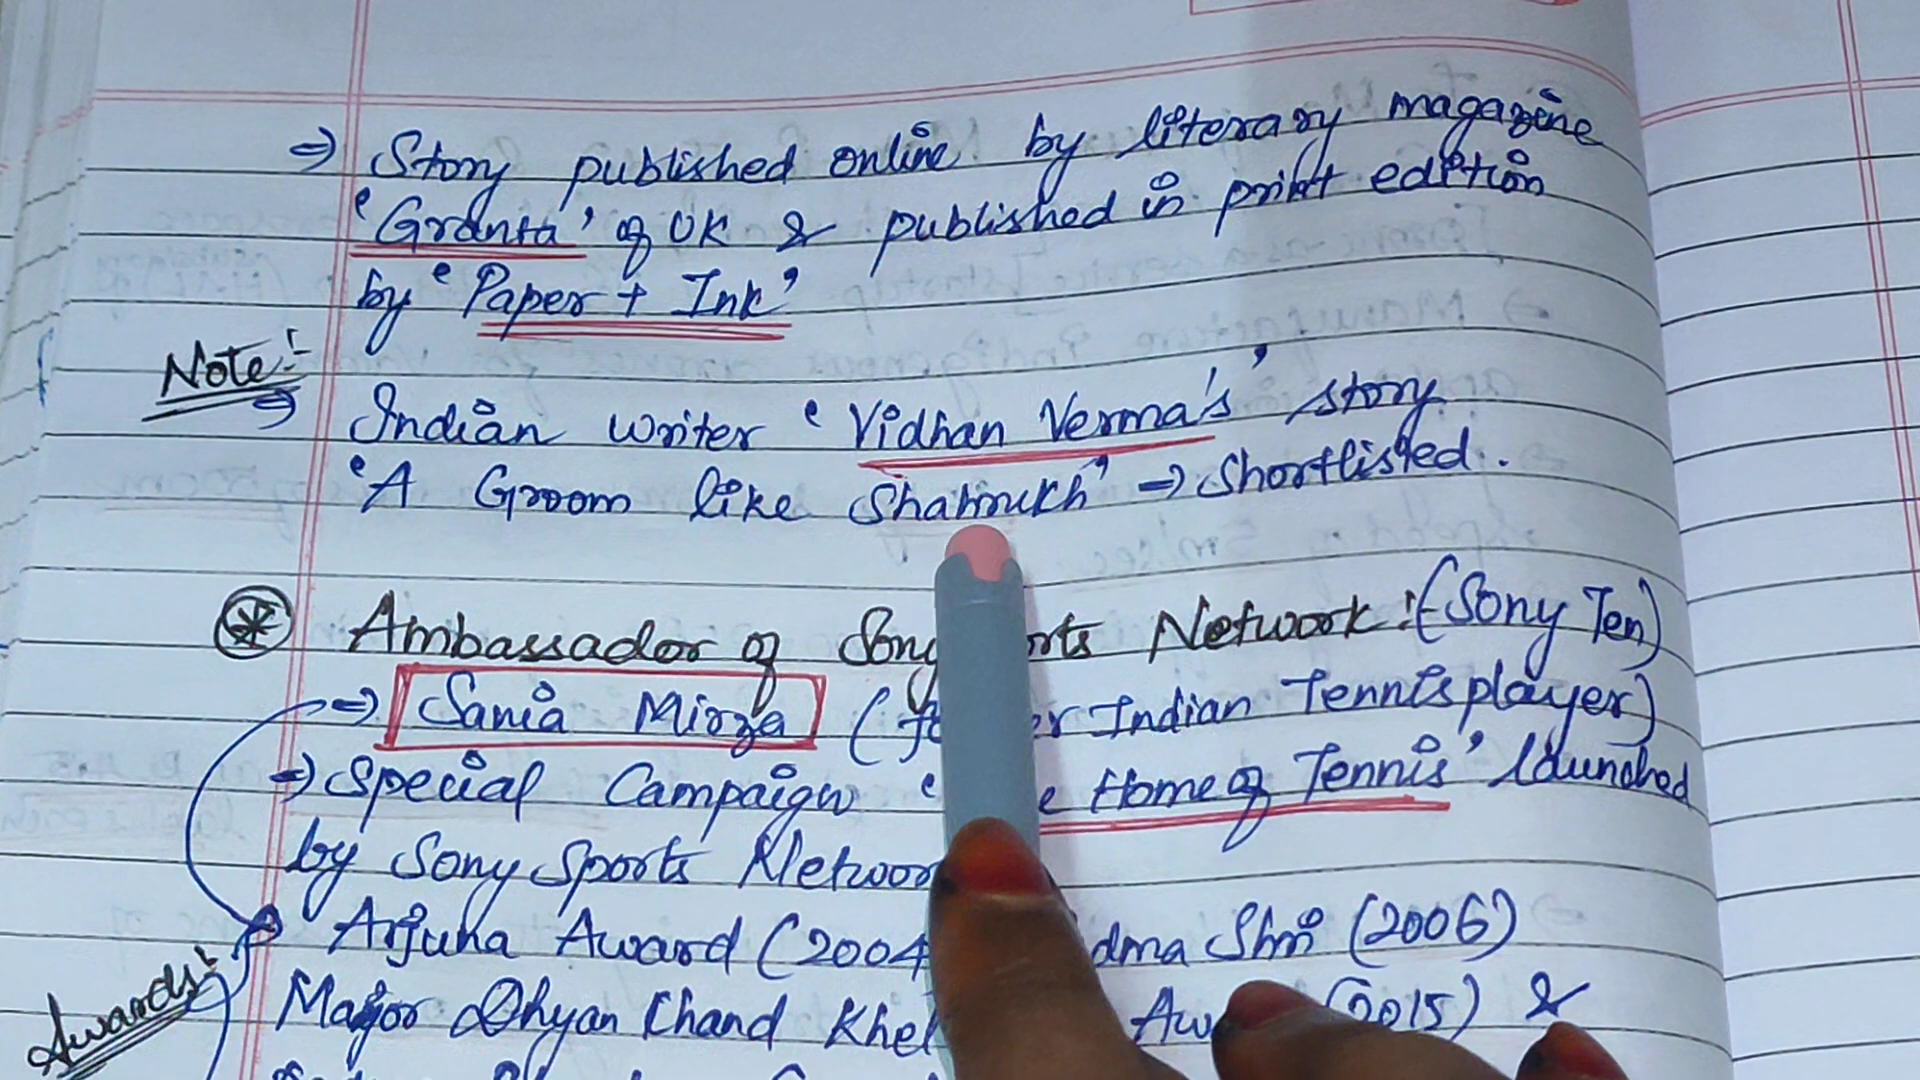 ⇒ Story published online by literary magazine
'Granta' of UK & published in print edition
by 'Paper + Ink'
Note:-
⇒ Indian writer 'Vidhan Verma's' story
'A Groom like Shahrukh' ⇒ Shortlisted.
Ambassador of Sony Network:- (Sony Ten)
⇒ Sania Mirza ( Indian Tennis player)
⇒ Special Campaign ' Home of Tennis' launched
by Sony Sports
Arjuna Award (2004 Shri (2006)
Awards:-
Major Dhyan Chand Khel (2015) &